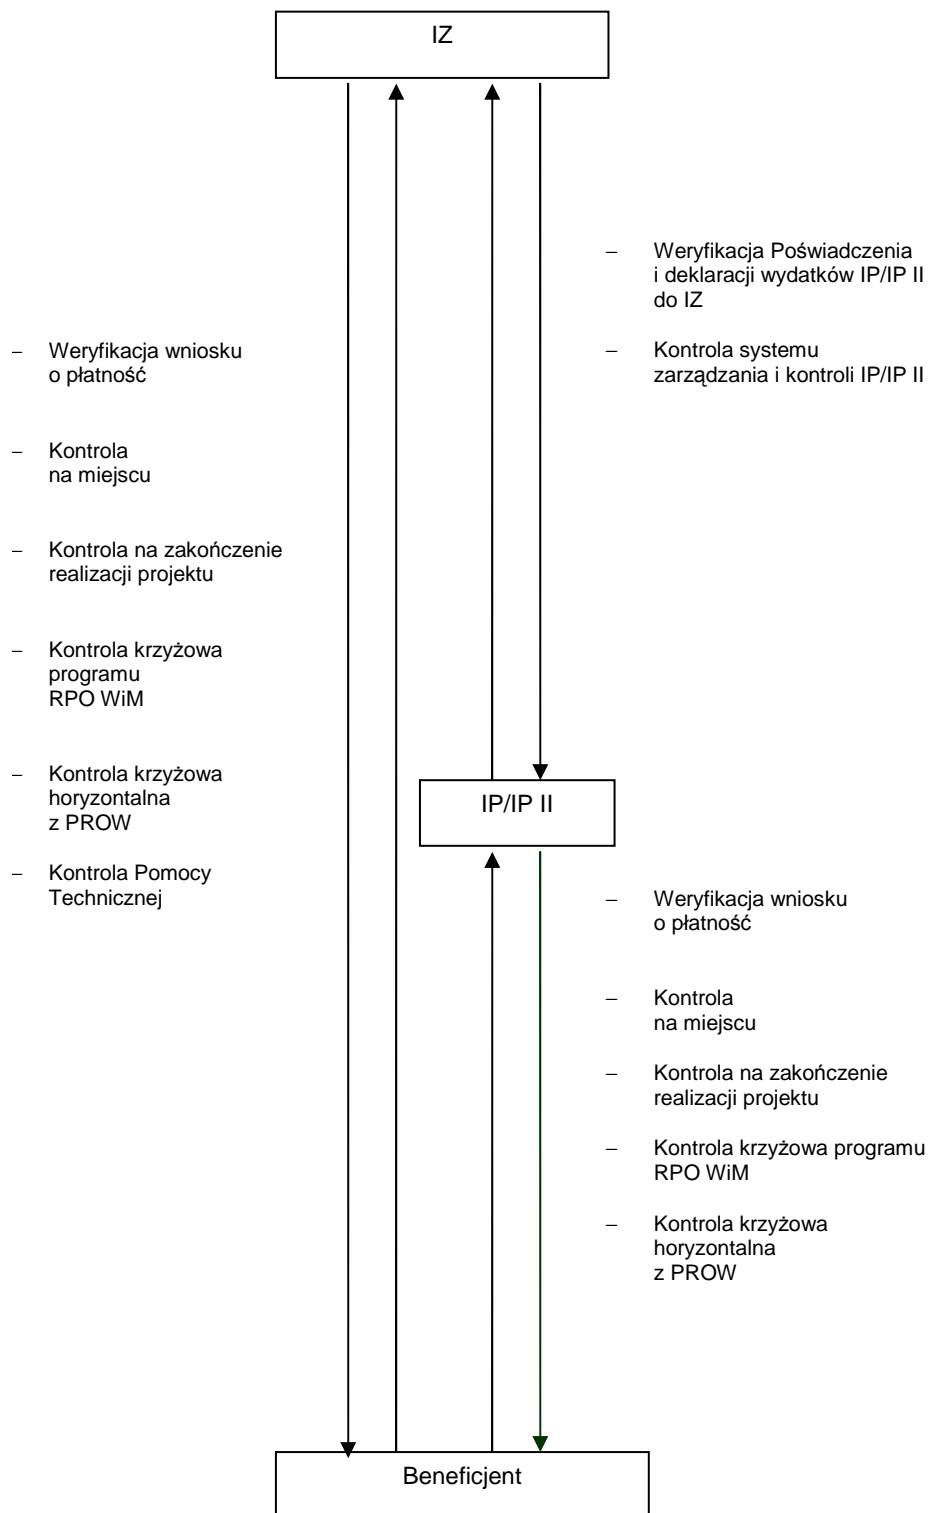 IZ
– Weryfikacja Poświadczenia
i deklaracji wydatków IP/IP II
do IZ
– Kontrola systemu
zarządzania i kontroli IP/IP II
– Weryfikacja wniosku
o płatność
– Kontrola
na miejscu
– Kontrola na zakończenie
realizacji projektu
– Kontrola krzyżowa
programu
RPO WiM
– Kontrola krzyżowa
horyzontalna
z PROW
– Kontrola Pomocy
Technicznej
IP/IP II
– Weryfikacja wniosku
o płatność
– Kontrola
na miejscu
– Kontrola na zakończenie
realizacji projektu
– Kontrola krzyżowa programu
RPO WiM
– Kontrola krzyżowa
horyzontalna
z PROW
Beneficjent